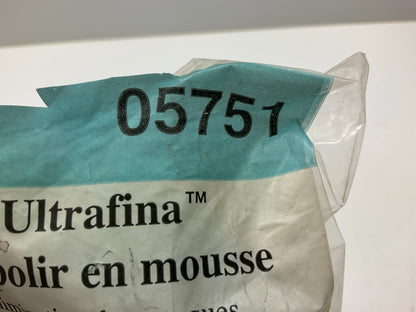 05751
Ultrafina™
polir en mousse